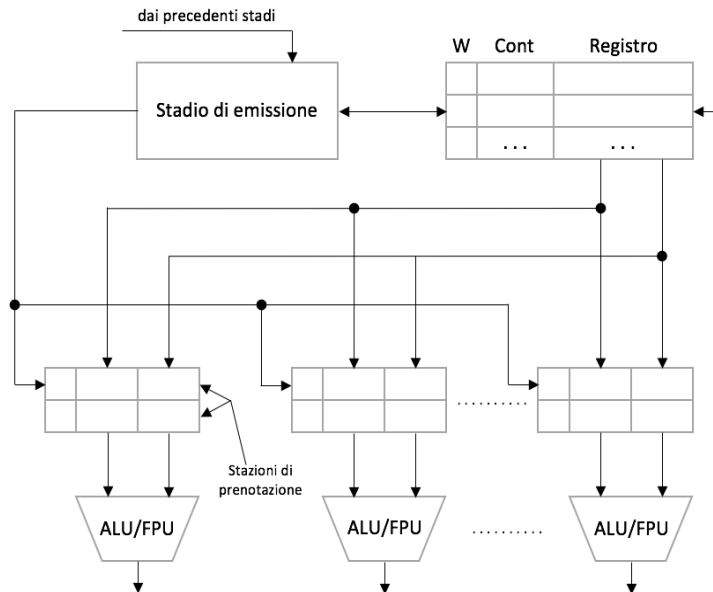 dai precedenti stadi
W Cont Registro
Stadio di emissione
... ...
..........
Stazioni di
prenotazione
ALU/FPU ALU/FPU .......... ALU/FPU